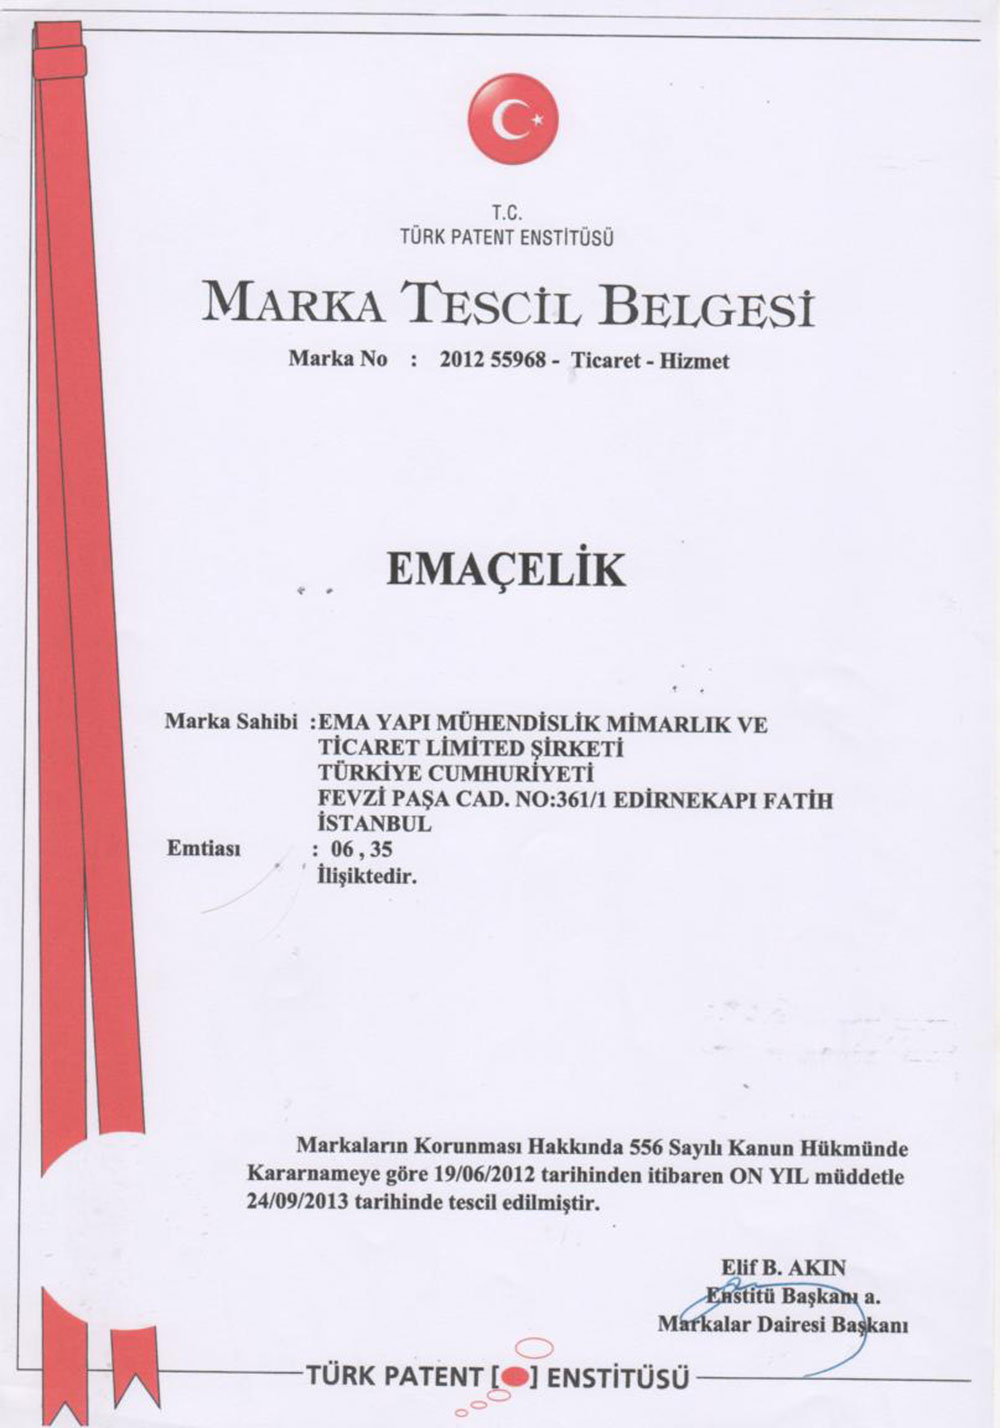 T.C.
TÜRK PATENT ENSTİTÜSÜ
MARKA TESCİL BELGESİ
Marka No : 2012 55968 - Ticaret - Hizmet
EMAÇELİK
Marka Sahibi :EMA YAPI MÜHENDİSLİK MİMARLIK VE
TİCARET LİMİTED ŞİRKETİ
TÜRKİYE CUMHURİYETİ
FEVZİ PAŞA CAD. NO:361/1 EDİRNEKAPI FATİH
İSTANBUL
Emtiası : 06 , 35
İlişiktedir.
Markaların Korunması Hakkında 556 Sayılı Kanun Hükmünde
Kararnameye göre 19/06/2012 tarihinden itibaren ON YIL müddetle
24/09/2013 tarihinde tescil edilmiştir.
Elif B. AKIN
Enstitü Başkanı a.
Markalar Dairesi Başkanı
TÜRK PATENT [ ] ENSTİTÜSÜ